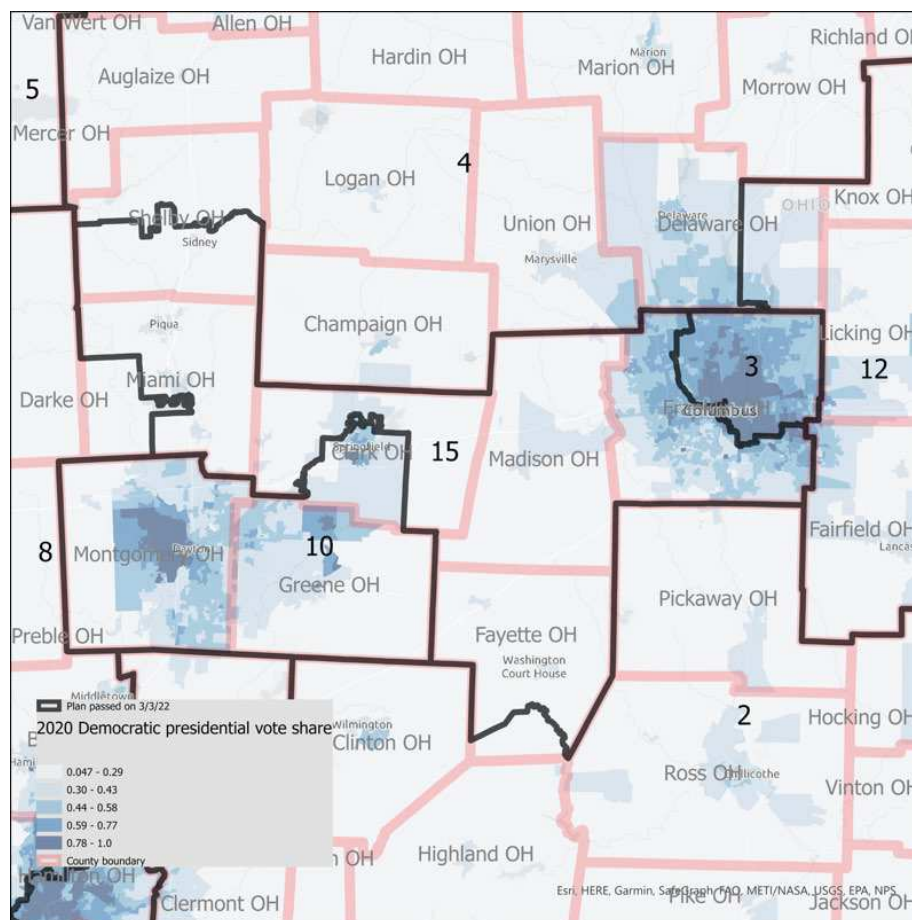 Van Wert OH
Allen OH
Richland OH
Hardin OH
Marion
Marion OH
Auglaize OH
Morrow OH
5
Mercer OH
Logan OH
4
OHIO
Knox OH
Delaware
Delaware OH
Shelby OH
Sidney
Union OH
Marysville
Piqua
Champaign OH
Licking OH
3
12
Miami OH
Darke OH
Columbus
Springfield
Clark OH
15
Madison OH
Fairfield OH
8
Dayton
Montgomery OH
10
Greene OH
Pickaway OH
Preble OH
Fayette OH
Washington
Court House
Middletown
Plan passed on 3/3/22
2020 Democratic presidential vote share
2
Wilmington
Clinton OH
Hocking OH
0.047 - 0.29
0.30 - 0.43
0.44 - 0.58
0.59 - 0.77
0.78 - 1.0
County boundary
Ross OH
Chillicothe
Vinton OH
Highland OH
Hamilton OH
Esri, HERE, Garmin, SafeGraph, FAO, METI/NASA, USGS, EPA, NPS
Clermont OH
Pike OH
Jackson OH